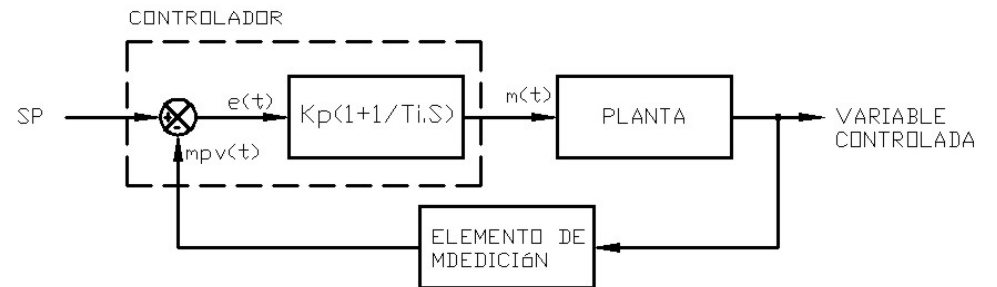 CONTROLADOR
SP
e(t)
Kp(1+1/Ti.S)
m(t)
PLANTA
VARIABLE
CONTROLADA
+
-
mpv(t)
ELEMENTO DE
MDEDICIóN